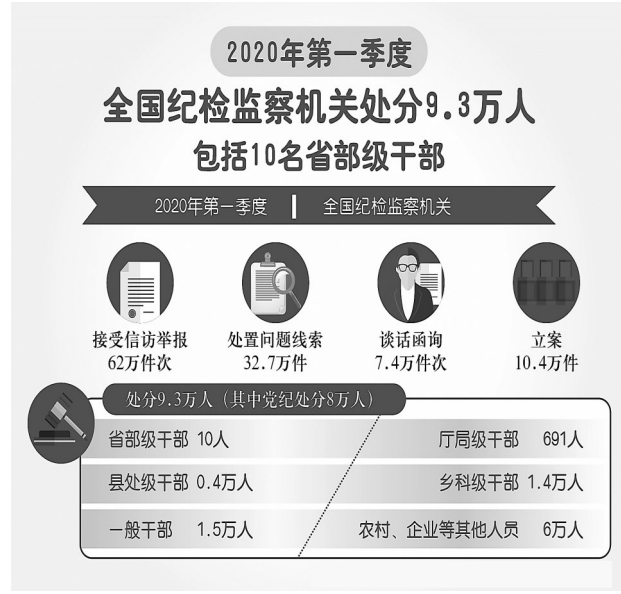 2020年第一季度
全国纪检监察机关处分9.3万人
包括10名省部级干部
2020年第一季度 | 全国纪检监察机关
接受信访举报
62万件次
处置问题线索
32.7万件
谈话函询
7.4万件次
立案
10.4万件
处分9.3万人（其中党纪处分8万人）
省部级干部 10人
厅局级干部 691人
县处级干部 0.4万人
乡科级干部 1.4万人
一般干部 1.5万人
农村、企业等其他人员 6万人